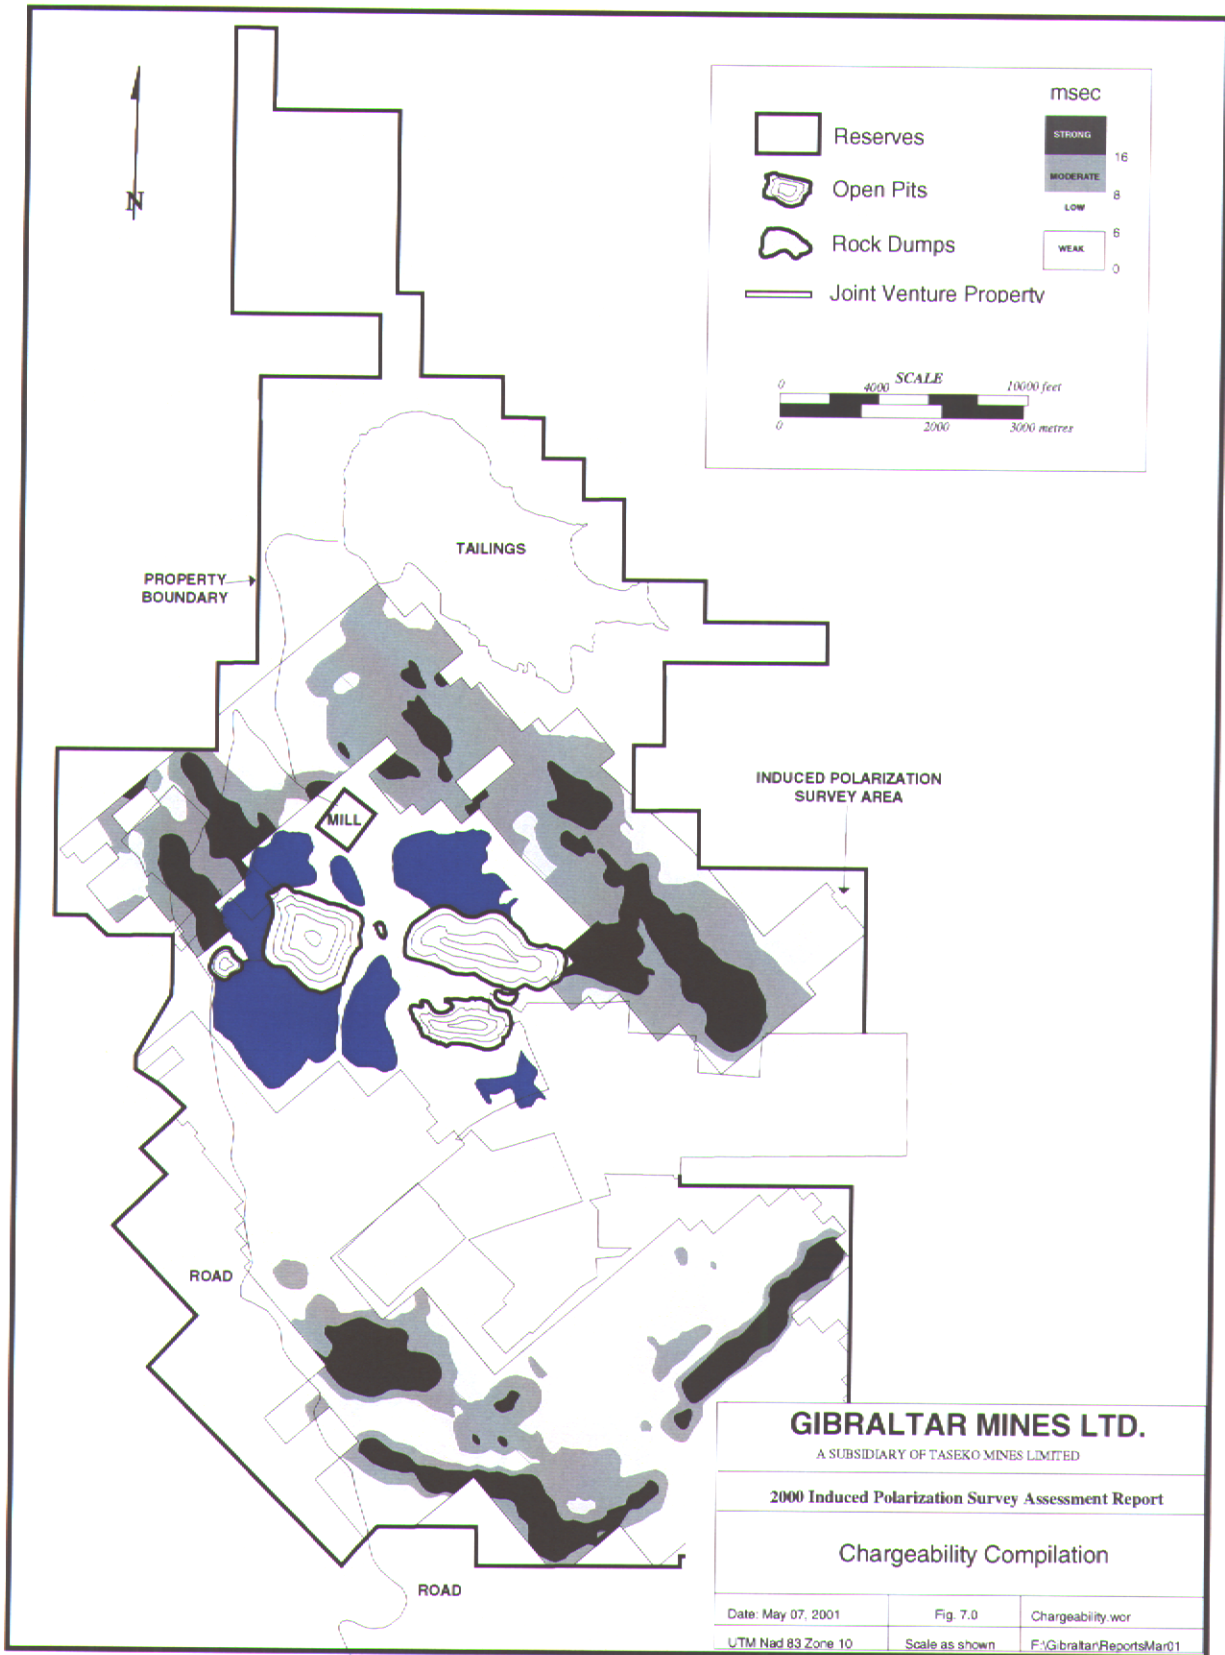 N
msec
Reserves
Open Pits
Rock Dumps
Joint Venture Property
STRONG
16
MODERATE
8
LOW
6
WEAK
0
SCALE
0 4000 10000 feet
0 2000 3000 metres
TAILINGS
PROPERTY
BOUNDARY
INDUCED POLARIZATION
SURVEY AREA
MILL
ROAD
ROAD
GIBRALTAR MINES LTD.
A SUBSIDIARY OF TASEKO MINES LIMITED
2000 Induced Polarization Survey Assessment Report
Chargeability Compilation
Date: May 07, 2001
Fig. 7.0
Chargeability.wor
UTM Nad 83 Zone 10
Scale as shown
F:\Gibraltar\ReportsMar01